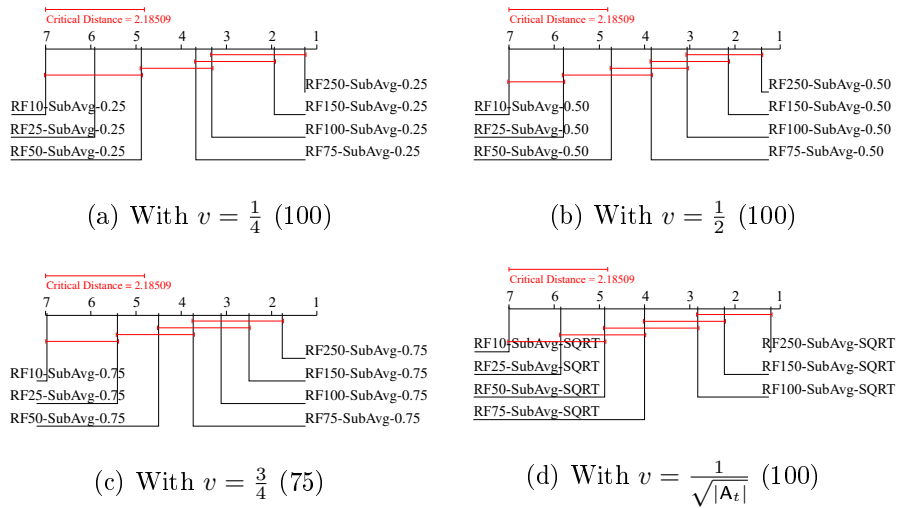 Critical Distance = 2.18509
7 6 5 4 3 2 1
RF250-SubAvg-0.25
RF10-SubAvg-0.25 RF150-SubAvg-0.25
RF25-SubAvg-0.25 RF100-SubAvg-0.25
RF50-SubAvg-0.25 RF75-SubAvg-0.25
(a) With v = 1/4 (100)
Critical Distance = 2.18509
7 6 5 4 3 2 1
RF250-SubAvg-0.50
RF10-SubAvg-0.50 RF150-SubAvg-0.50
RF25-SubAvg-0.50 RF100-SubAvg-0.50
RF50-SubAvg-0.50 RF75-SubAvg-0.50
(b) With v = 1/2 (100)
Critical Distance = 2.18509
7 6 5 4 3 2 1
RF250-SubAvg-0.75
RF10-SubAvg-0.75 RF150-SubAvg-0.75
RF25-SubAvg-0.75 RF100-SubAvg-0.75
RF50-SubAvg-0.75 RF75-SubAvg-0.75
(c) With v = 3/4 (75)
Critical Distance = 2.18509
7 6 5 4 3 2 1
RF10-SubAvg-SQRT RF250-SubAvg-SQRT
RF25-SubAvg-SQRT RF150-SubAvg-SQRT
RF50-SubAvg-SQRT RF100-SubAvg-SQRT
RF75-SubAvg-SQRT
(d) With v = 1/√|A_t| (100)